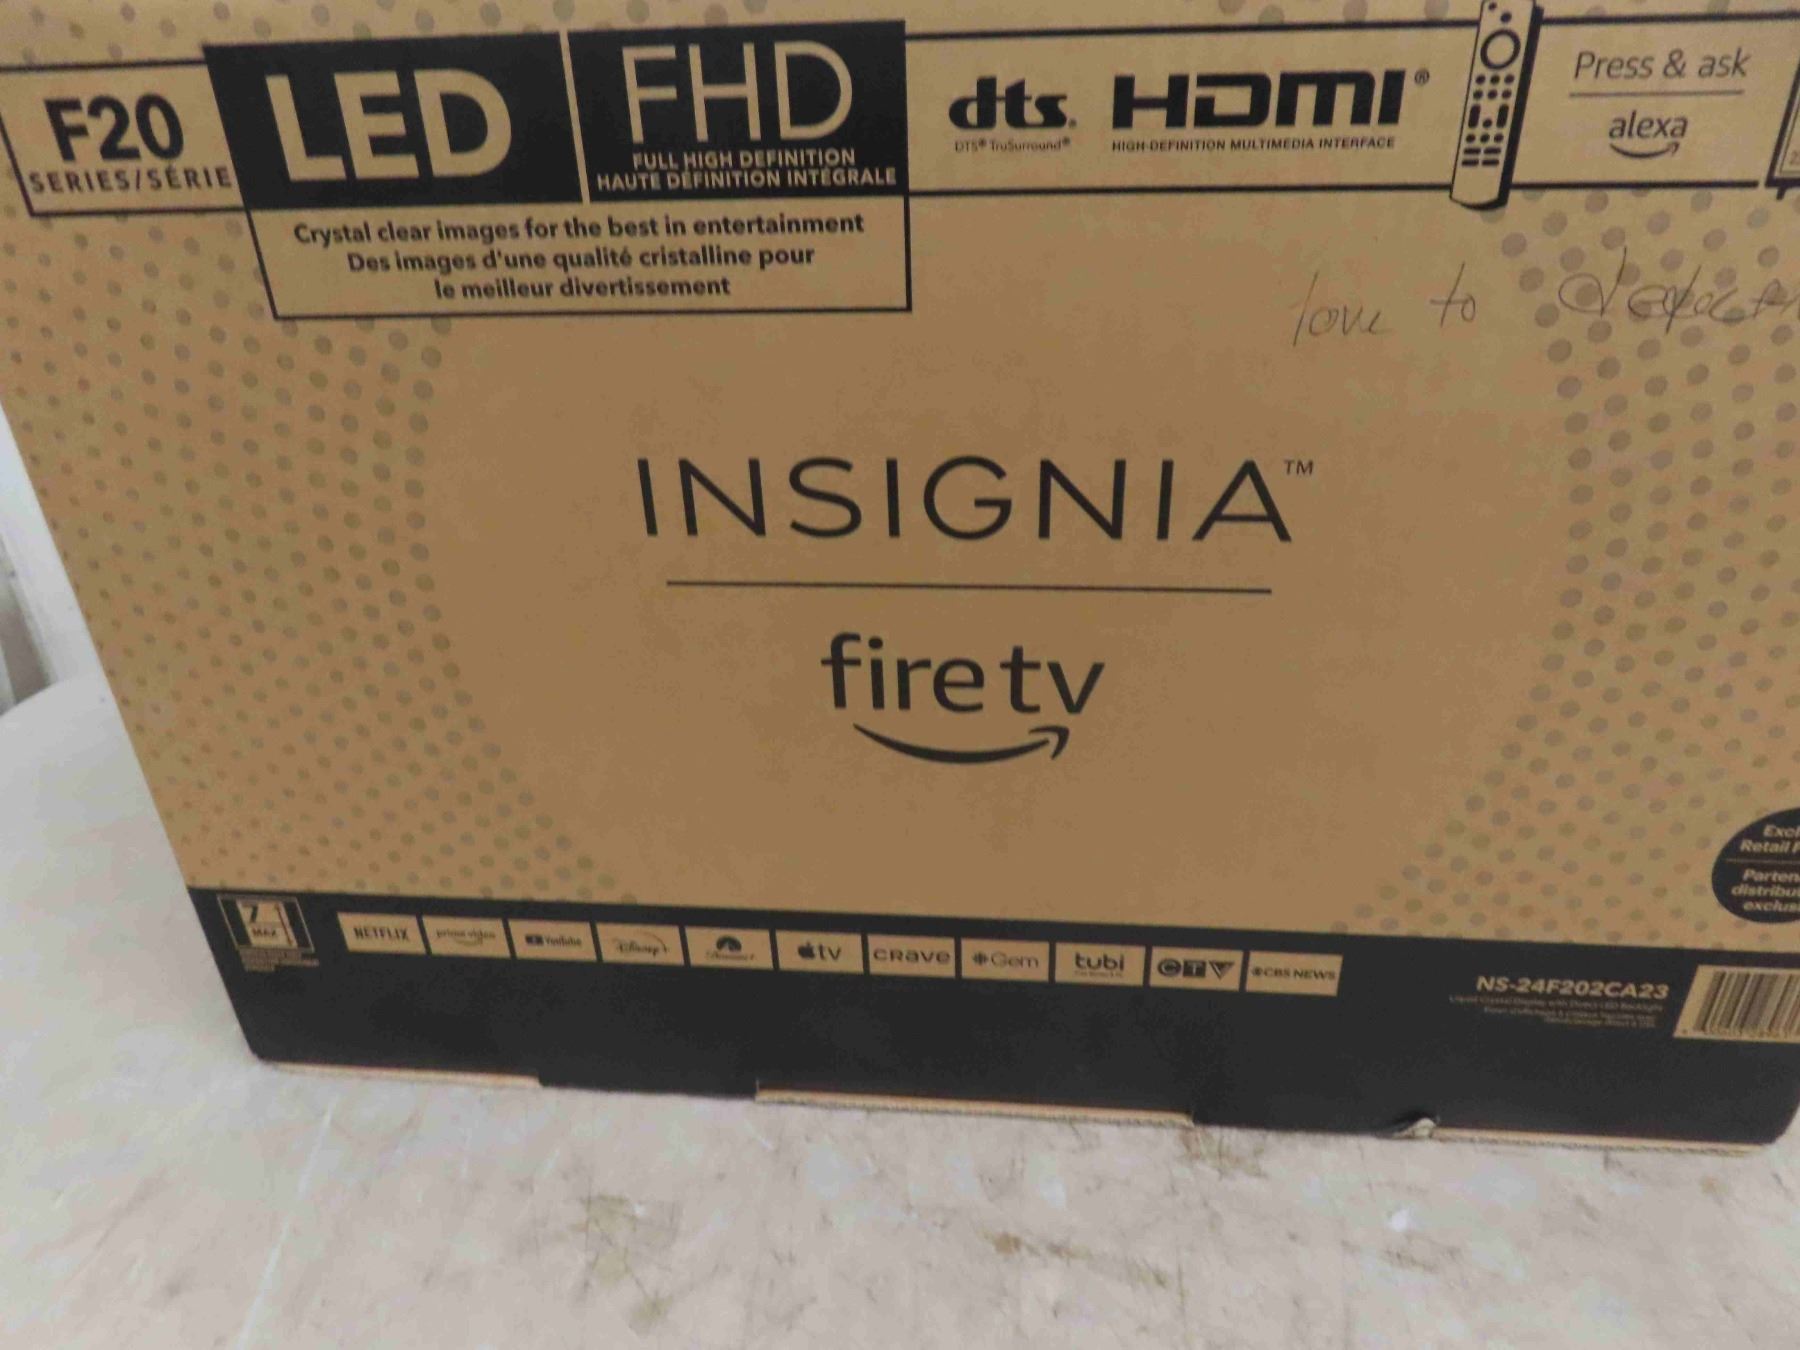 F20
SERIES/SÉRIE
LED
FHD
FULL HIGH DEFINITION
HAUTE DÉFINITION INTÉGRALE
dts.
DTS® TruSurround®
HDMI®
HIGH-DEFINITION MULTIMEDIA INTERFACE
Press & ask
alexa
Crystal clear images for the best in entertainment
Des images d'une qualité cristalline pour
le meilleur divertissement
to
INSIGNIA™
fire tv
Retail
7
MAX
NETFLIX
prime video
YouTube
Disney+
tv
crave
Gem
tubi
CTV
CBS NEWS
NS-24F202CA23